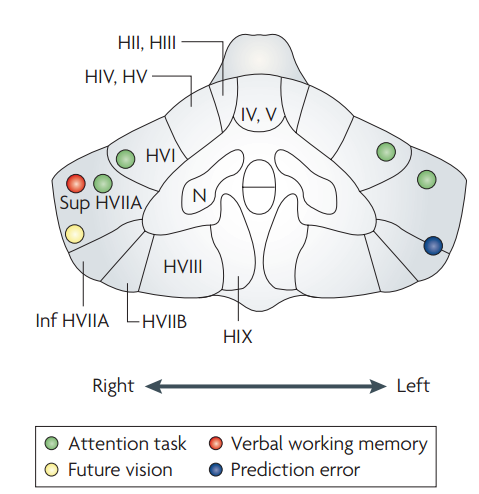 HII, HIII
HIV, HV
IV, V
HVI
Sup HVIIA
N
HVIII
Inf HVIIA
HVIIB
HIX
Right
Left
Attention task
Verbal working memory
Future vision
Prediction error